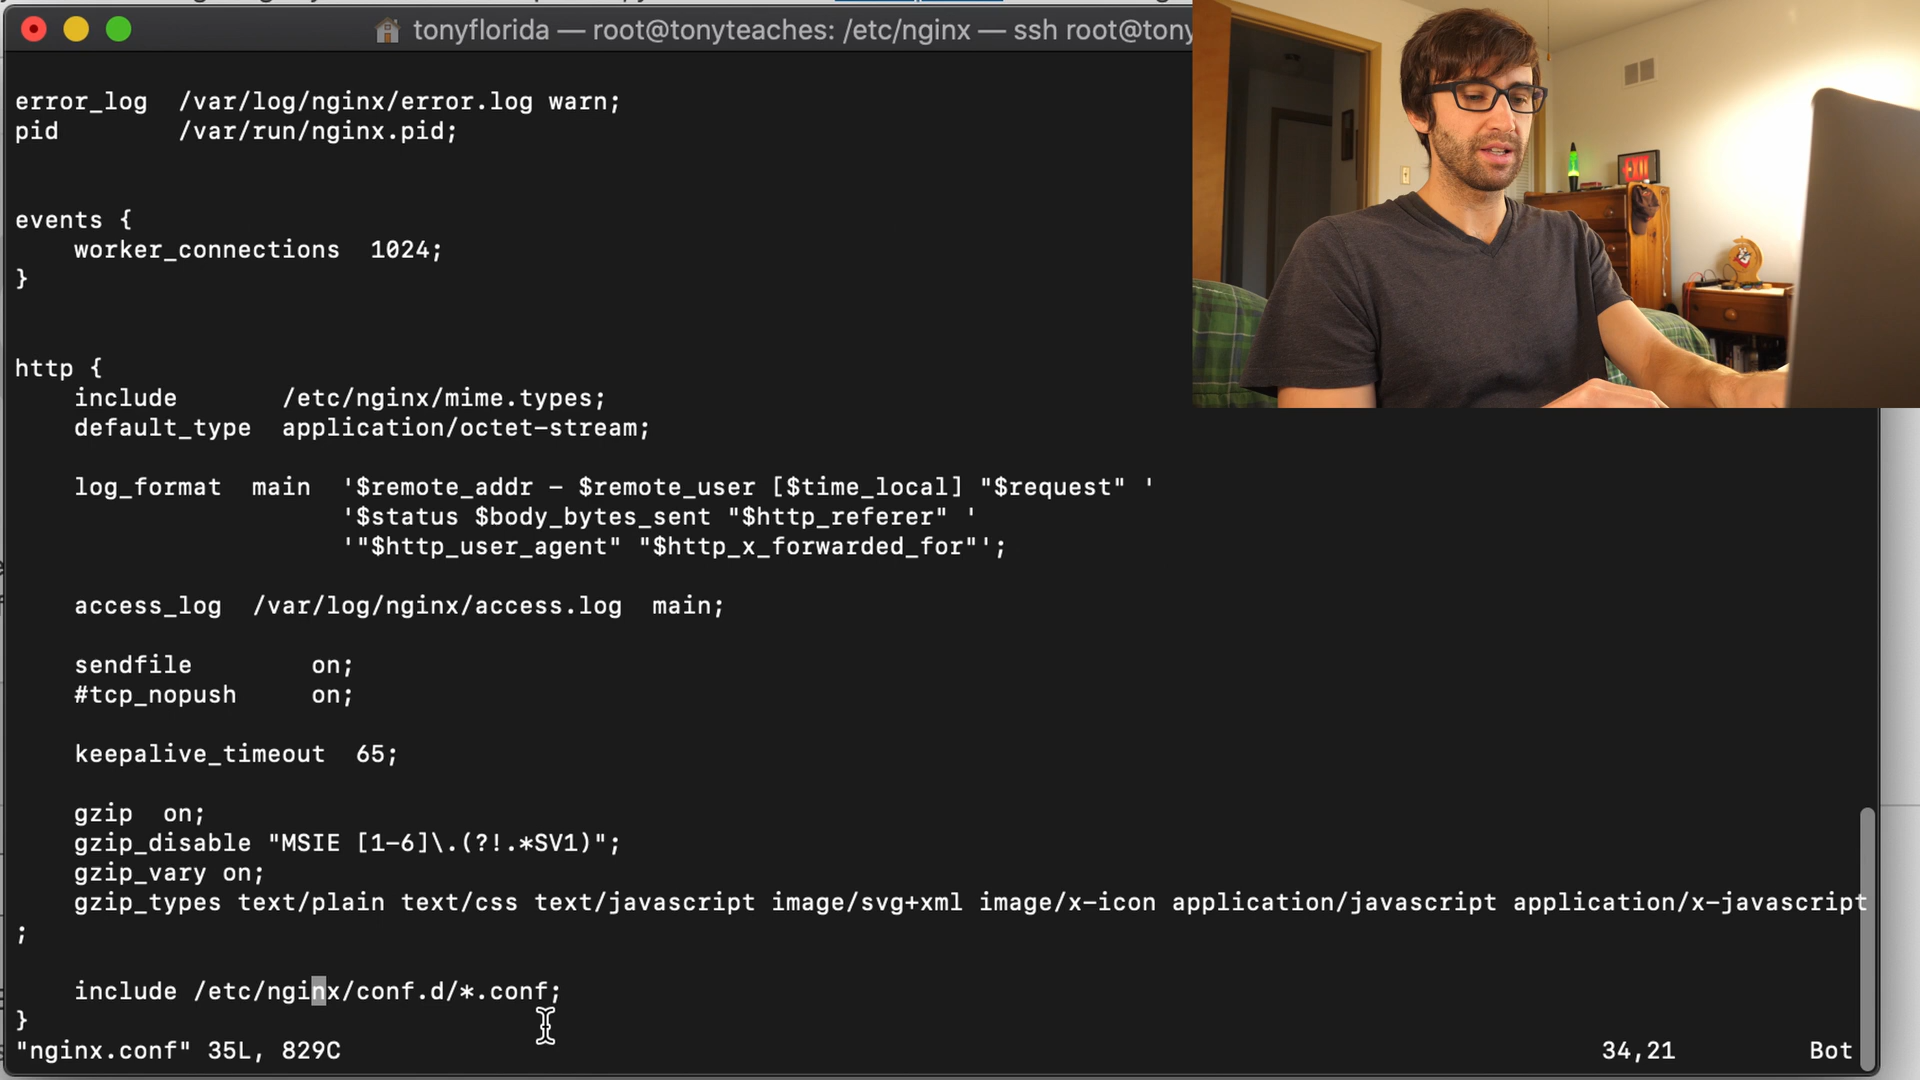 tonyflorida — root@tonyteaches: /etc/nginx — ssh root@tony
error_log  /var/log/nginx/error.log warn;
pid        /var/run/nginx.pid;
events {
    worker_connections  1024;
}
http {
    include       /etc/nginx/mime.types;
    default_type  application/octet-stream;
    log_format  main  '$remote_addr - $remote_user [$time_local] "$request" '
                      '$status $body_bytes_sent "$http_referer" '
                      '"$http_user_agent" "$http_x_forwarded_for"';
    access_log  /var/log/nginx/access.log  main;
    sendfile        on;
    #tcp_nopush     on;
    keepalive_timeout  65;
    gzip  on;
    gzip_disable "MSIE [1-6]\.(?!.*SV1)";
    gzip_vary on;
    gzip_types text/plain text/css text/javascript image/svg+xml image/x-icon application/javascript application/x-javascript
;
    include /etc/nginx/conf.d/*.conf;
}
"nginx.conf" 35L, 829C 34,21 Bot
EXIT